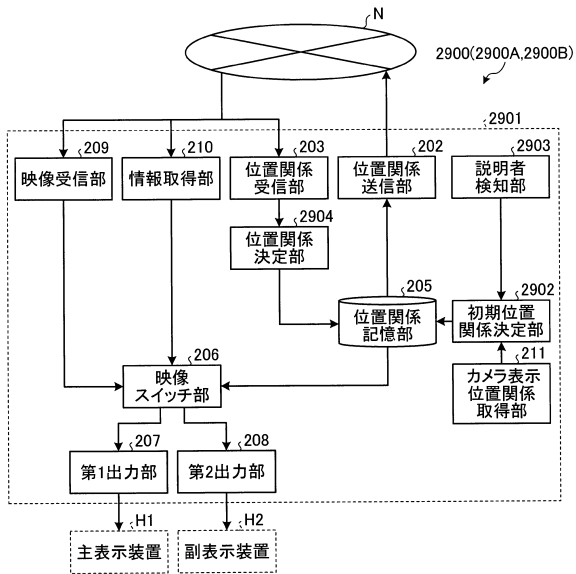 N
2900(2900A,2900B)
2901
209
映像受信部
210
情報取得部
203
位置関係
受信部
202
位置関係
送信部
2903
説明者
検知部
2904
位置関係
決定部
205
位置関係
記憶部
2902
初期位置
関係決定部
206
映像
スイッチ部
211
カメラ表示
位置関係
取得部
207
第1出力部
208
第2出力部
H1
主表示装置
H2
副表示装置